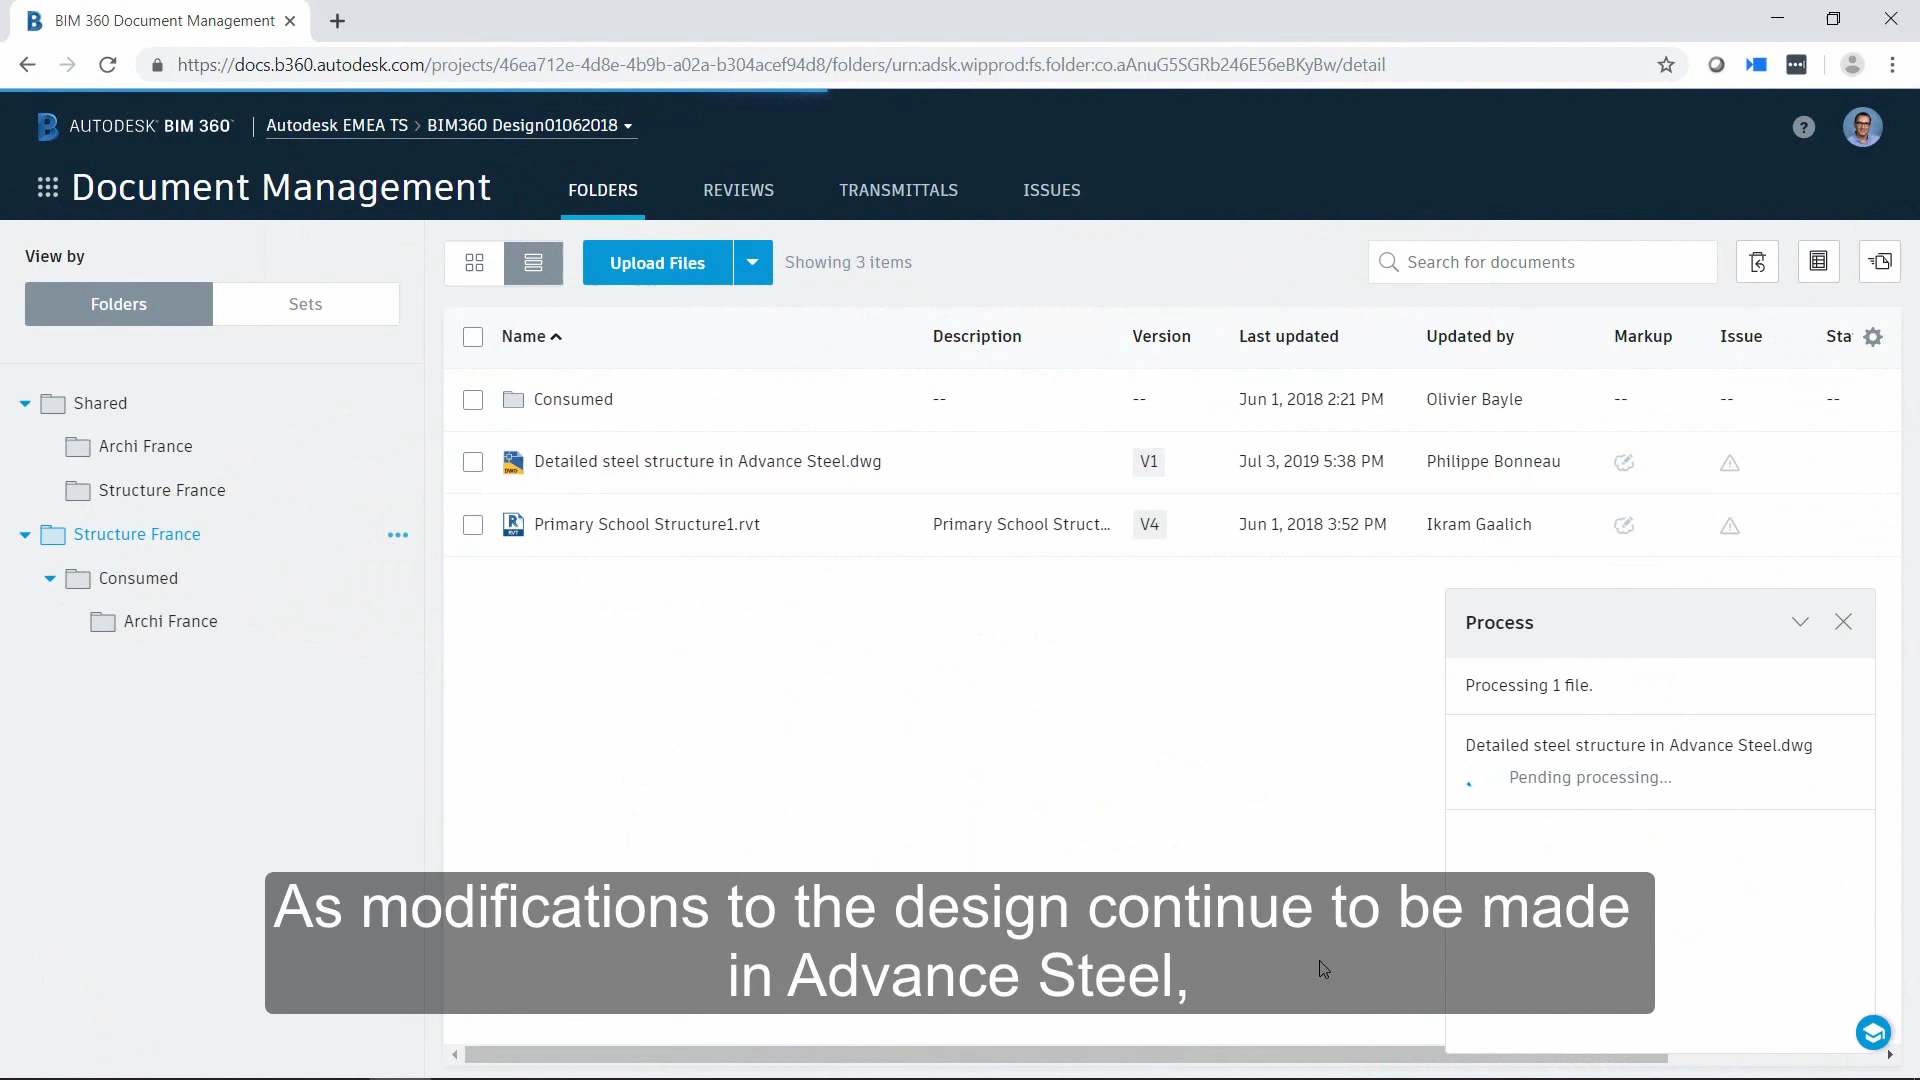 BIM 360 Document Management
https://docs.b360.autodesk.com/projects/46ea712e-4d8e-4b9b-a02a-b304acef94d8/folders/urn:adsk.wipprod:fs.folder:co.aAnuG5SGRb246E56eBKyBw/detail
AUTODESK BIM 360 Autodesk EMEA TS > BIM360 Design01062018
Document Management FOLDERS REVIEWS TRANSMITTALS ISSUES
View by
Folders Sets
Shared
Archi France
Structure France
Structure France
Consumed
Archi France
Upload Files Showing 3 items Search for documents
Name Description Version Last updated Updated by Markup Issue Sta
Consumed -- -- Jun 1, 2018 2:21 PM Olivier Bayle -- -- --
Detailed steel structure in Advance Steel.dwg V1 Jul 3, 2019 5:38 PM Philippe Bonneau
Primary School Structure1.rvt Primary School Struct... V4 Jun 1, 2018 3:52 PM Ikram Gaalich
Process
Processing 1 file.
Detailed steel structure in Advance Steel.dwg
Pending processing...
As modifications to the design continue to be made
in Advance Steel,